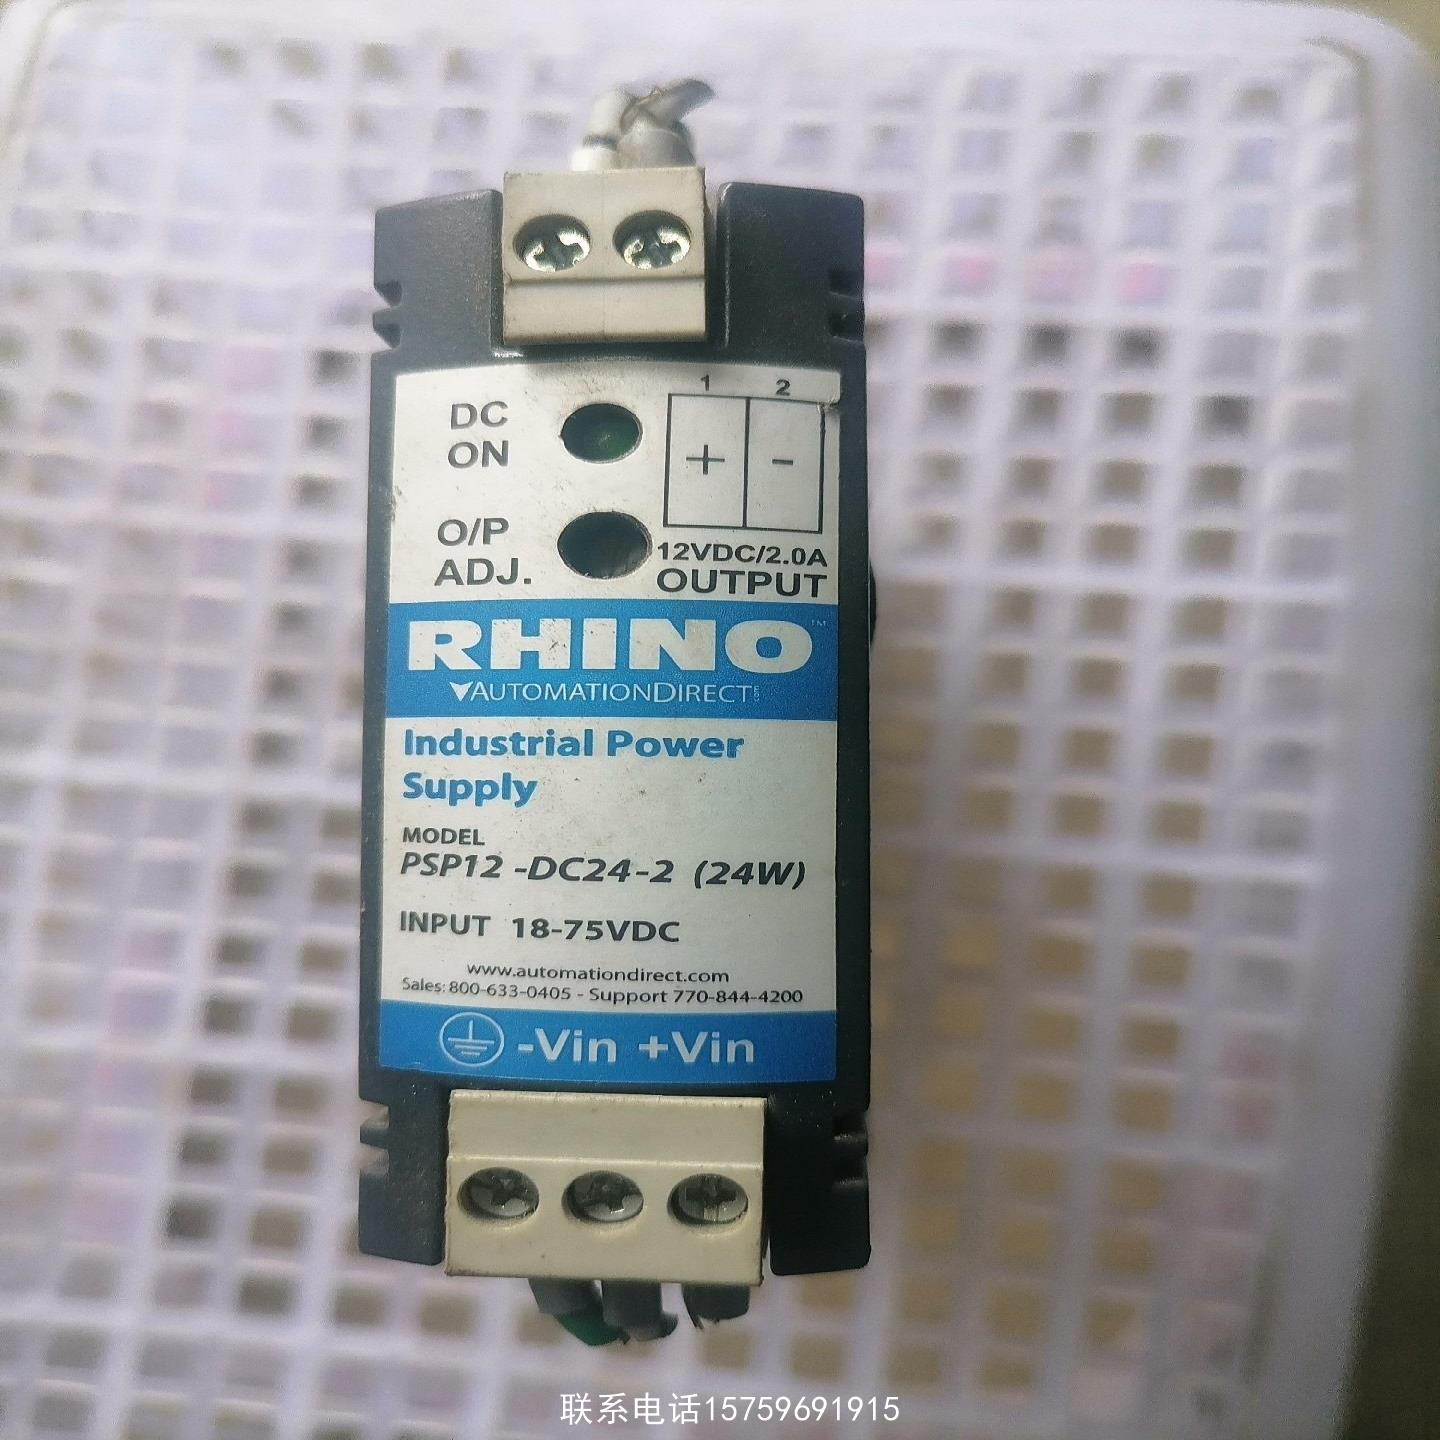 1 2
DC
ON
+ -
O/P
ADJ.
12VDC/2.0A
OUTPUT
RHINO™
AUTOMATIONDIRECT
Industrial Power
Supply
MODEL
PSP12 -DC24-2 (24W)
INPUT 18-75VDC
www.automationdirect.com
Sales: 800-633-0405 - Support 770-844-4200
-Vin +Vin
联系电话15759691915